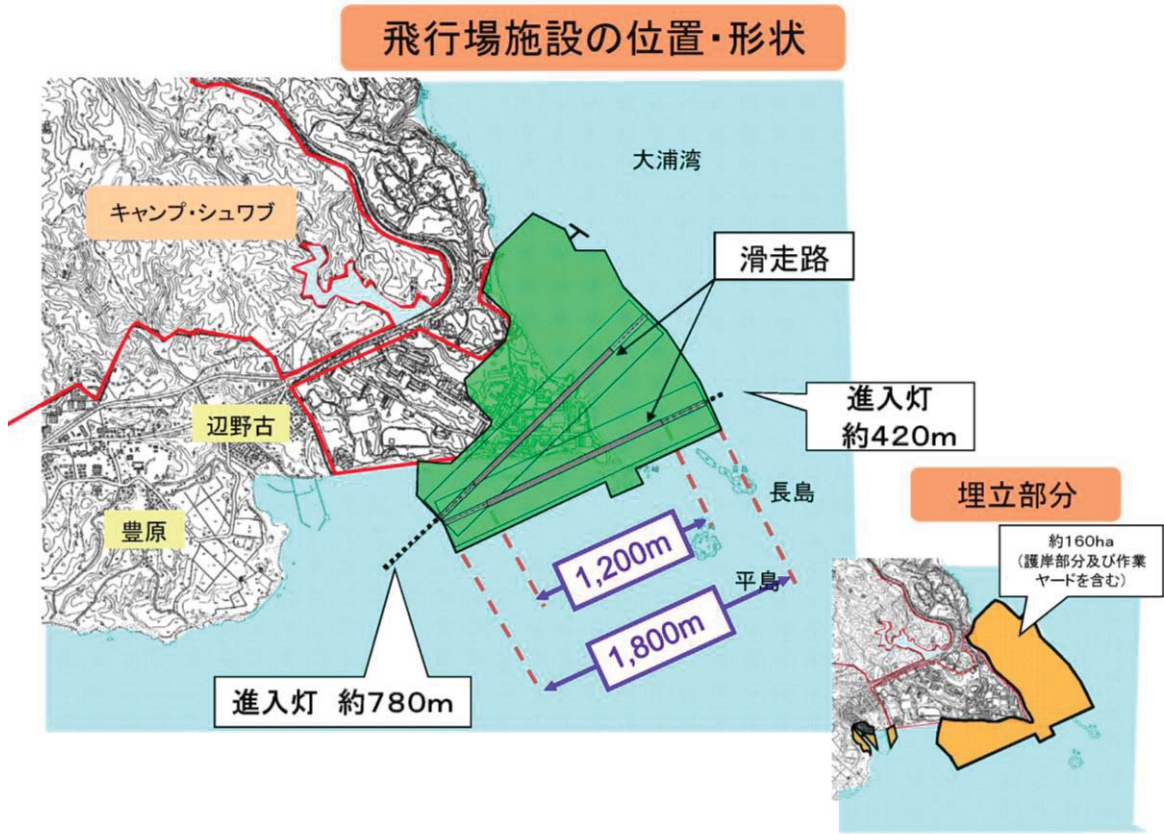 飛行場施設の位置・形状
大浦湾
キャンプ・シュワブ
滑走路
進入灯
約420m
辺野古
長島
豊原
1,200m
平島
1,800m
進入灯 約780m
埋立部分
約160ha
(護岸部分及び作業
ヤードを含む)